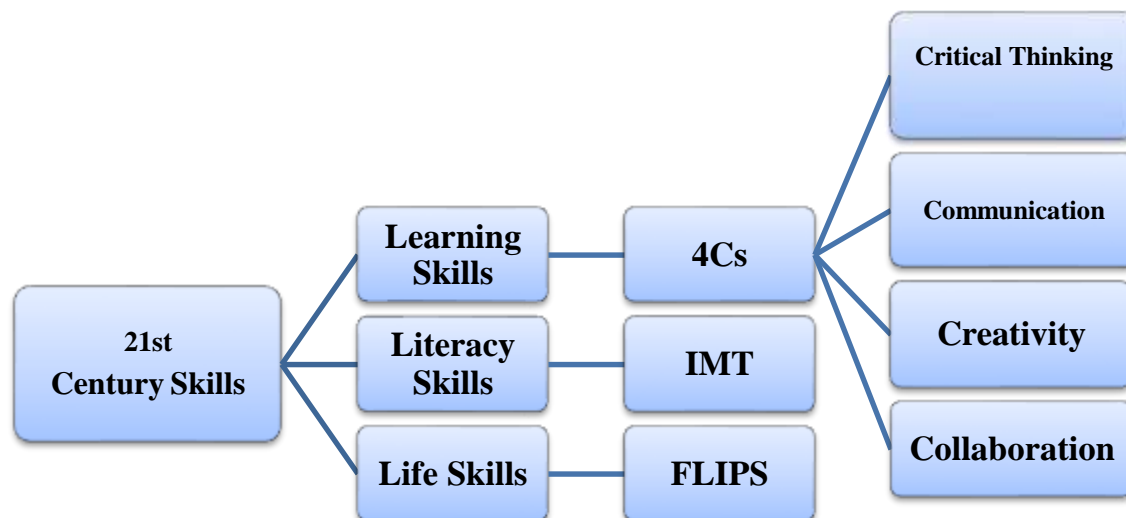 21st
Century Skills
Learning
Skills
4Cs
Literacy
Skills
IMT
Life Skills
FLIPS
Critical Thinking
Communication
Creativity
Collaboration